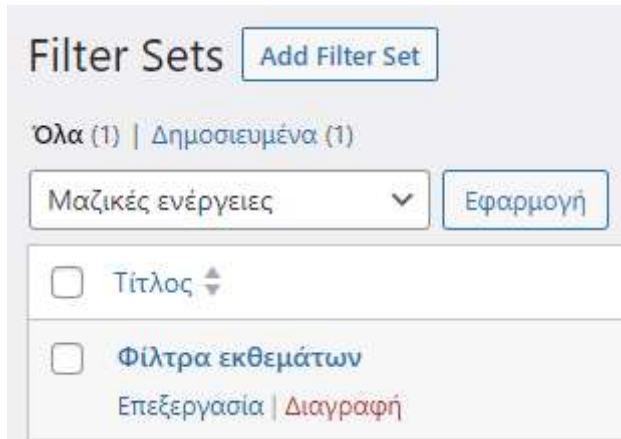 Filter Sets Add Filter Set
Όλα (1) | Δημοσιευμένα (1)
Μαζικές ενέργειες Εφαρμογή
Τίτλος
Φίλτρα εκθεμάτων
Επεξεργασία | Διαγραφή